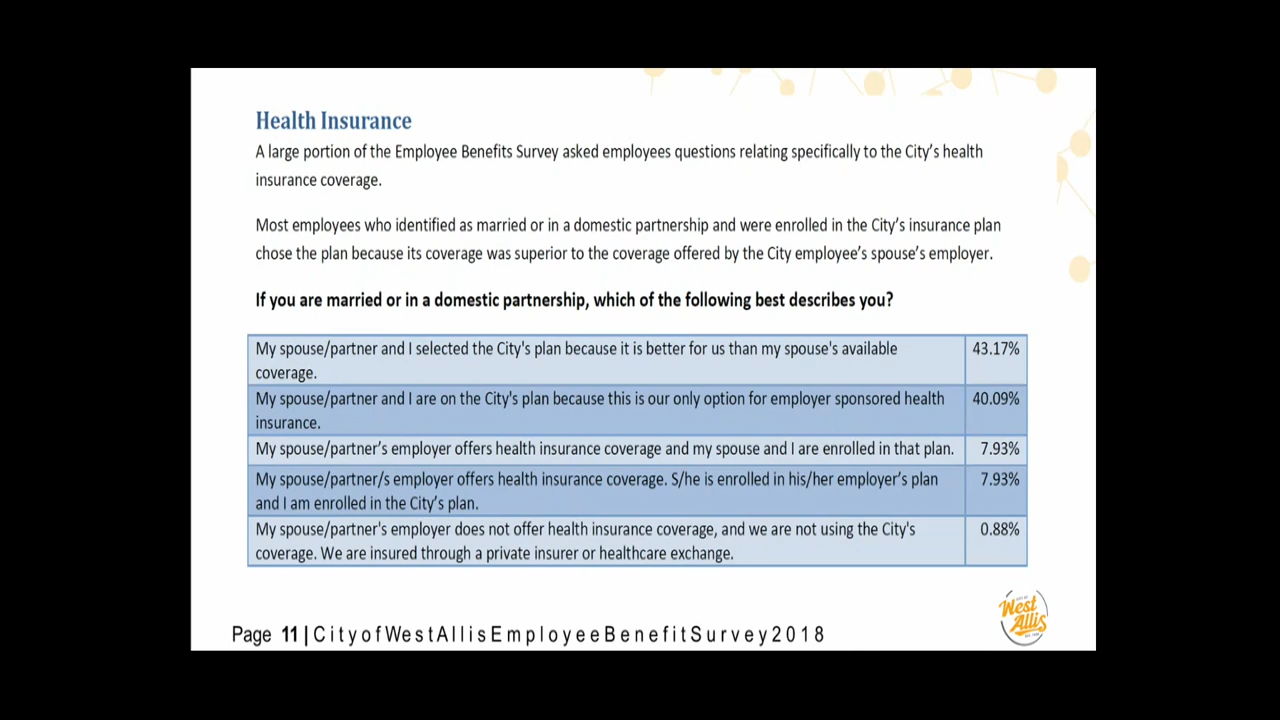 Health Insurance
A large portion of the Employee Benefits Survey asked employees questions relating specifically to the City's health
insurance coverage.
Most employees who identified as married or in a domestic partnership and were enrolled in the City's insurance plan
chose the plan because its coverage was superior to the coverage offered by the City employee's spouse's employer.
If you are married or in a domestic partnership, which of the following best describes you?
My spouse/partner and I selected the City's plan because it is better for us than my spouse's available 43.17%
coverage.
My spouse/partner and I are on the City's plan because this is our only option for employer sponsored health 40.09%
insurance.
My spouse/partner's employer offers health insurance coverage and my spouse and I are enrolled in that plan. 7.93%
My spouse/partner/s employer offers health insurance coverage. S/he is enrolled in his/her employer's plan 7.93%
and I am enrolled in the City's plan.
My spouse/partner's employer does not offer health insurance coverage, and we are not using the City's 0.88%
coverage. We are insured through a private insurer or healthcare exchange.
West
Allis
Page 11 | C i t y o f W e s t A l l i s E m p l o y e e B e n e f i t S u r v e y 2 0 1 8